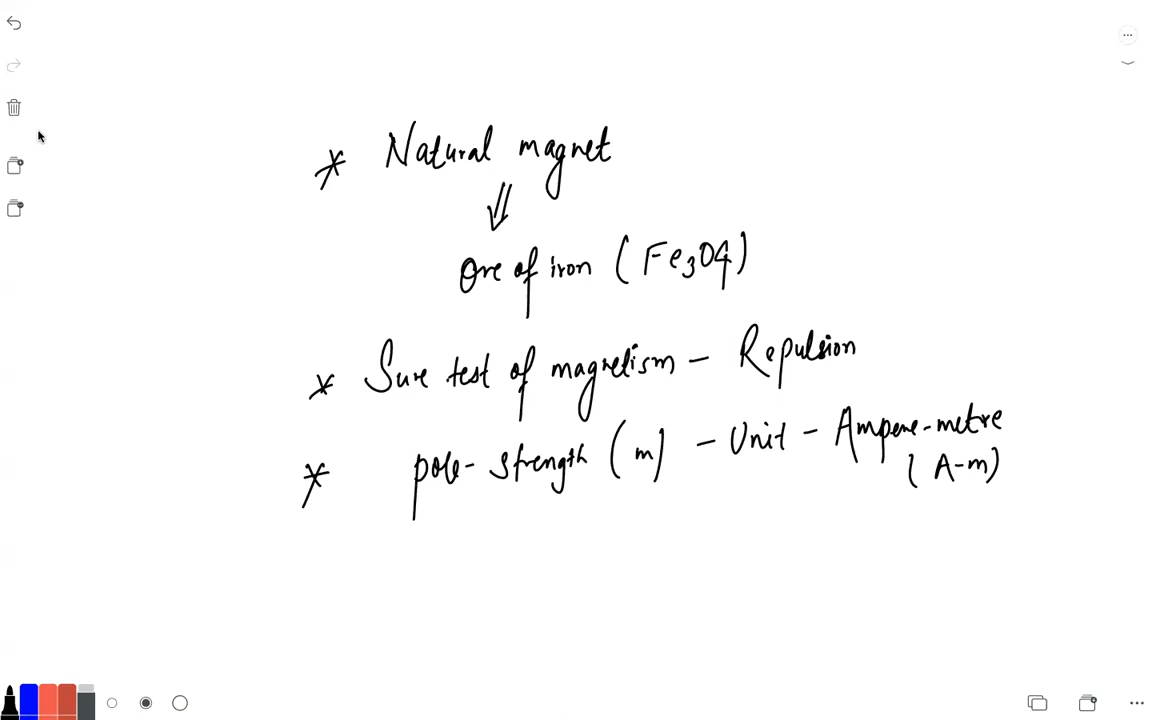 * Natural magnet
⇓
Ore of iron (Fe3O4)
* Sure test of magnetism - Repulsion
* pole-strength (m) - Unit - Ampere-metre
(A-m)